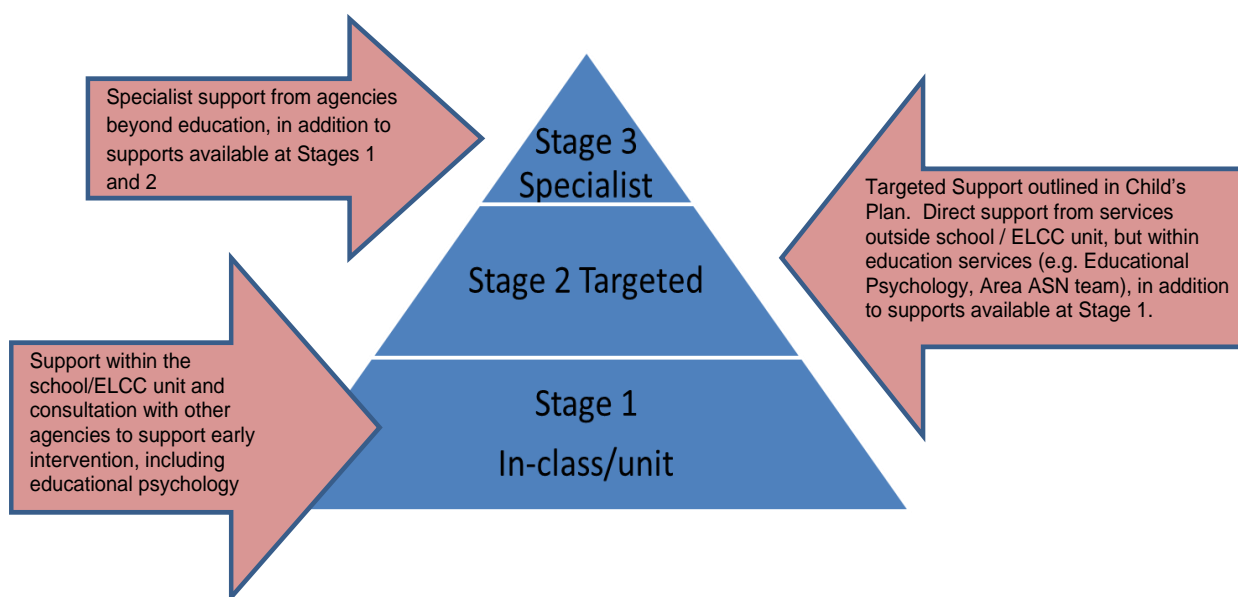 Specialist support from agencies
beyond education, in addition to
supports available at Stages 1
and 2
Stage 3
Specialist
Targeted Support outlined in Child's
Plan.  Direct support from services
outside school / ELCC unit, but within
education services (e.g. Educational
Psychology, Area ASN team), in addition
to supports available at Stage 1.
Stage 2 Targeted
Support within the
school/ELCC unit and
consultation with other
agencies to support early
intervention, including
educational psychology
Stage 1
In-class/unit